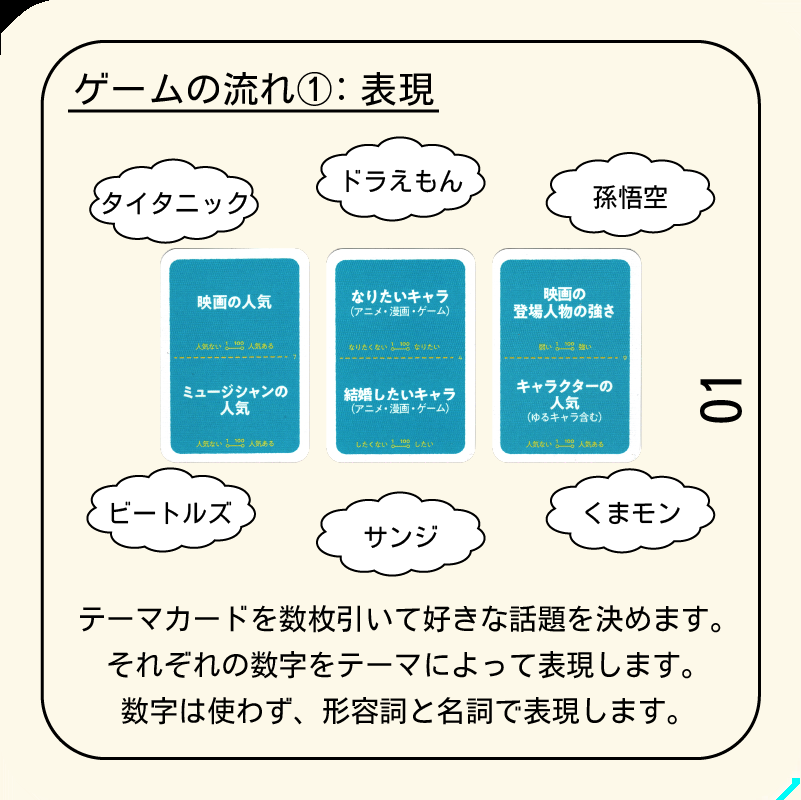 ゲームの流れ①：表現
タイタニック
ドラえもん
孫悟空
映画の人気
人気ない 1 100 人気ある
7
ミュージシャンの
人気
人気ない 1 100 人気ある
なりたいキャラ
(アニメ・漫画・ゲーム)
なりたくない 1 100 なりたい
結婚したいキャラ
(アニメ・漫画・ゲーム)
したくない 1 100 したい
映画の
登場人物の強さ
弱い 1 100 強い
キャラクターの
人気
(ゆるキャラ含む)
人気ない 1 100 人気ある
01
ビートルズ
サンジ
くまモン
テーマカードを数枚引いて好きな話題を決めます。
それぞれの数字をテーマによって表現します。
数字は使わず、形容詞と名詞で表現します。